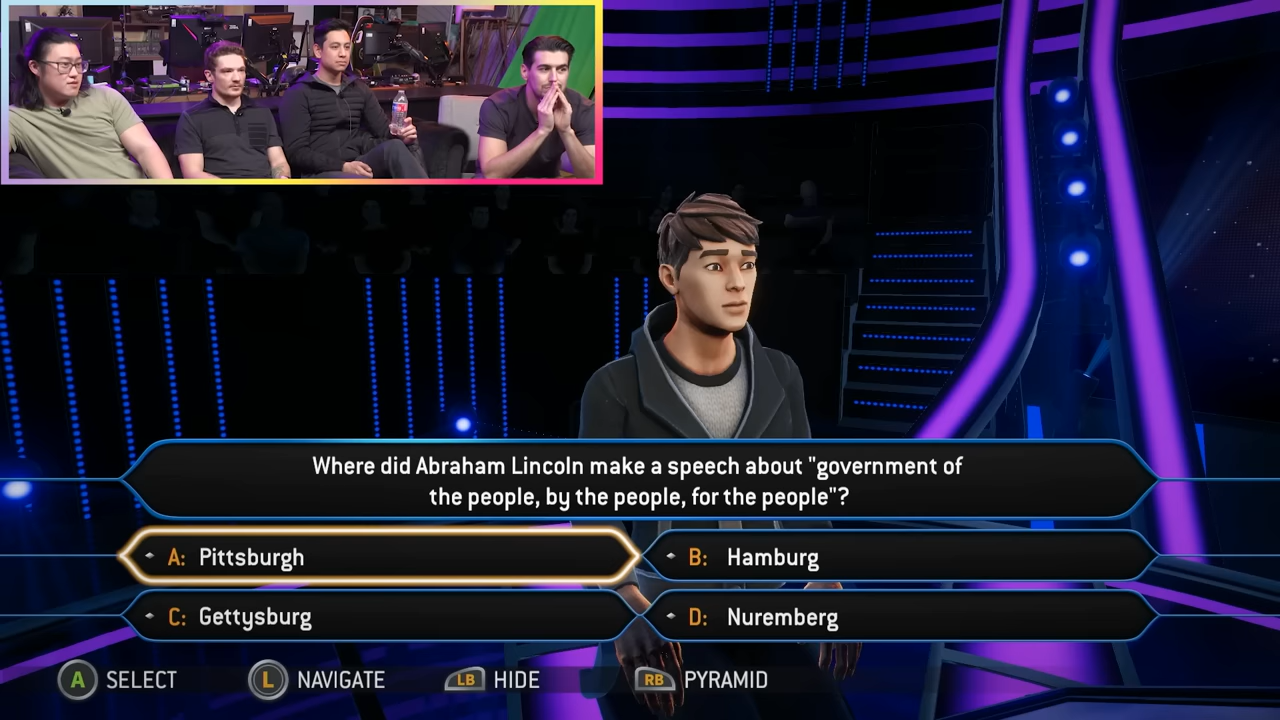 Where did Abraham Lincoln make a speech about "government of
the people, by the people, for the people"?
A: Pittsburgh
B: Hamburg
C: Gettysburg
D: Nuremberg
A SELECT
L NAVIGATE
LB HIDE
RB PYRAMID